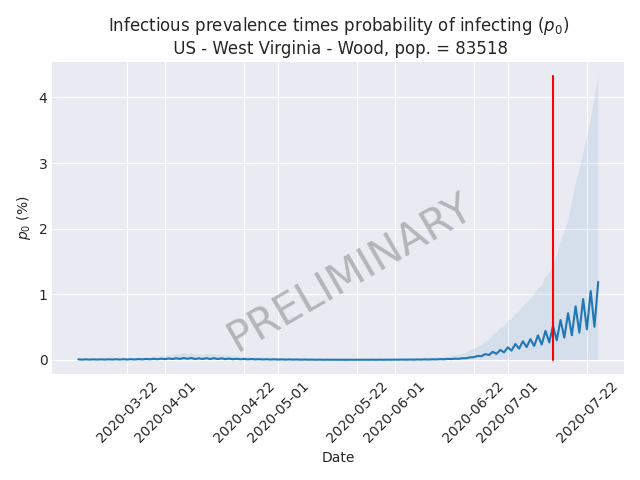 Infectious prevalence times probability of infecting (p₀)
US - West Virginia - Wood, pop. = 83518
4
3
2
1
0
p₀ (%)
PRELIMINARY
2020-03-22
2020-04-01
2020-04-22
2020-05-01
2020-05-22
2020-06-01
2020-06-22
2020-07-01
2020-07-22
Date